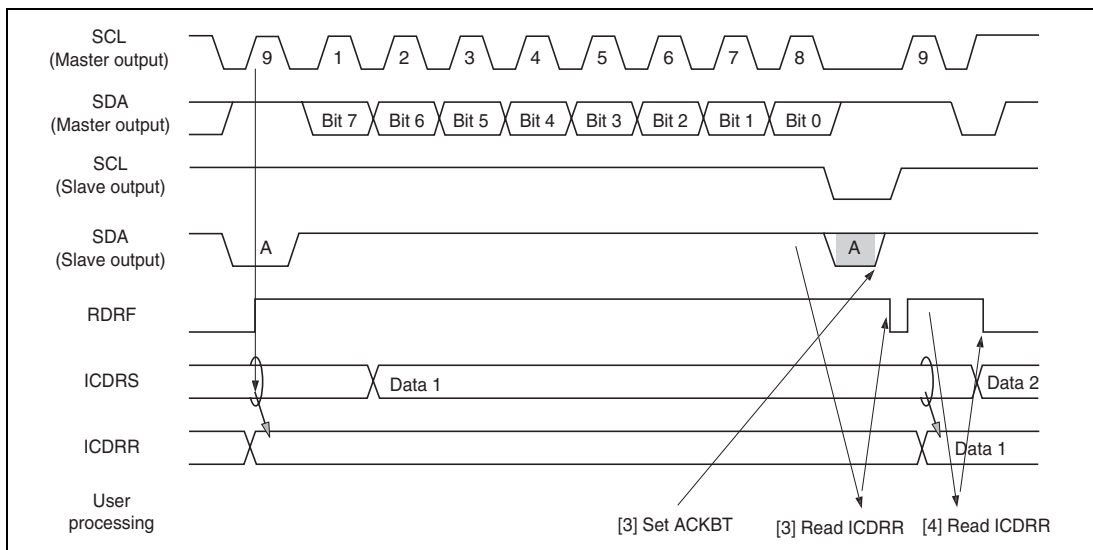 SCL
(Master output)
9 1 2 3 4 5 6 7 8 9
SDA
(Master output)
Bit 7 Bit 6 Bit 5 Bit 4 Bit 3 Bit 2 Bit 1 Bit 0
SCL
(Slave output)
SDA
(Slave output)
A A
RDRF
ICDRS
Data 1 Data 2
ICDRR
Data 1
User
processing
[3] Set ACKBT [3] Read ICDRR [4] Read ICDRR